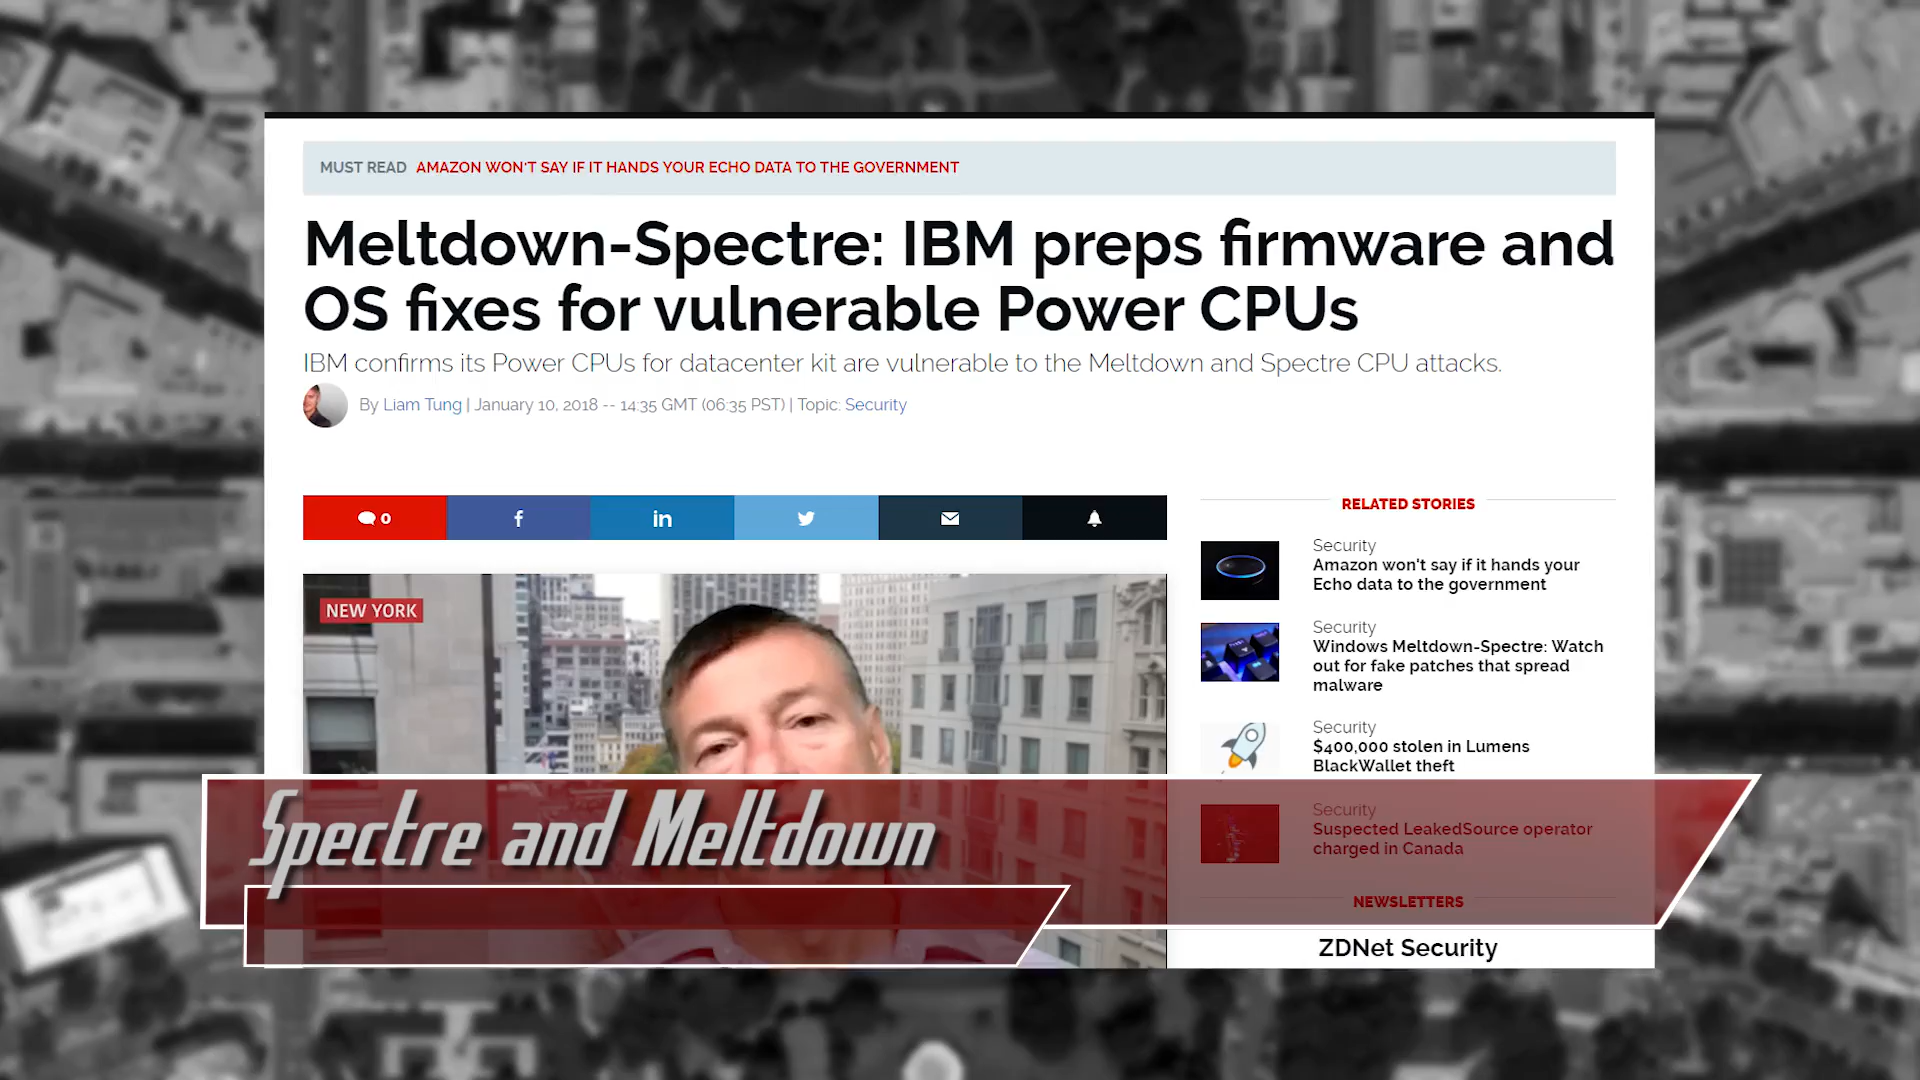 MUST READ AMAZON WON'T SAY IF IT HANDS YOUR ECHO DATA TO THE GOVERNMENT
Meltdown-Spectre: IBM preps firmware and
OS fixes for vulnerable Power CPUs
IBM confirms its Power CPUs for datacenter kit are vulnerable to the Meltdown and Spectre CPU attacks.
By Liam Tung | January 10, 2018 -- 14:35 GMT (06:35 PST) | Topic: Security
0
f
in
NEW YORK
RELATED STORIES
Security
Amazon won't say if it hands your
Echo data to the government
Security
Windows Meltdown-Spectre: Watch
out for fake patches that spread
malware
Security
$400,000 stolen in Lumens
BlackWallet theft
Security
Suspected LeakedSource operator
charged in Canada
NEWSLETTERS
ZDNet Security
Spectre and Meltdown